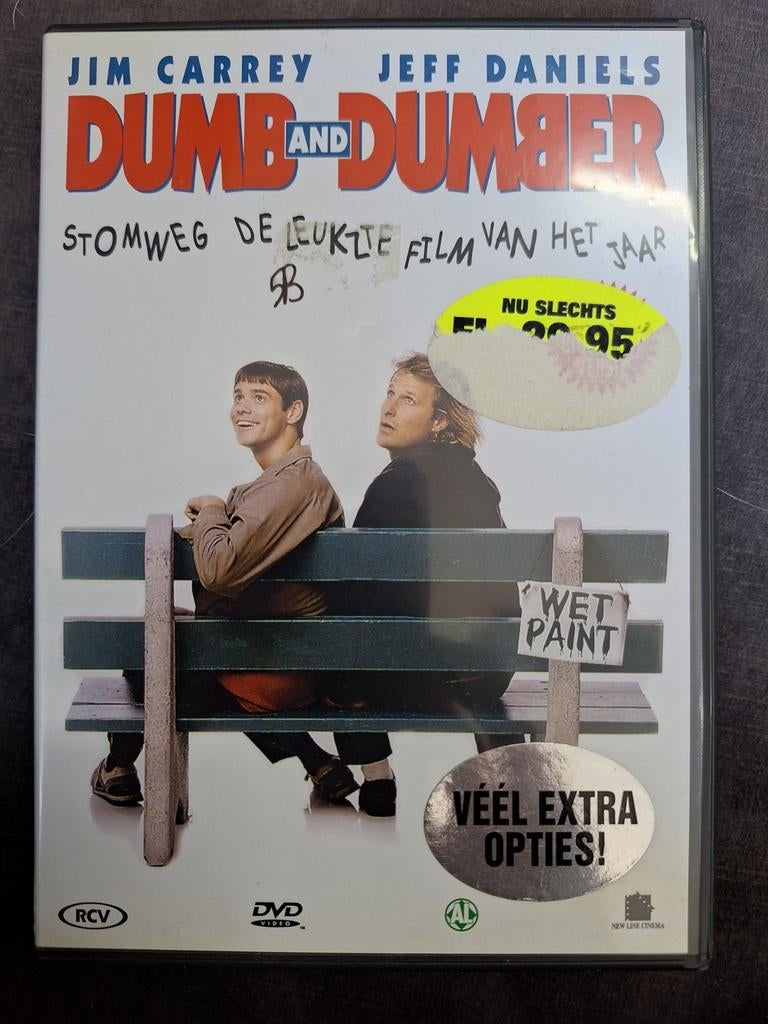 JIM CARREY JEFF DANIELS
DUMB AND DUMBER
STOMWEG DE LEUKZTE FILM VAN HET JAAR
NU SLECHTS
95
WET
PAINT
VÉÉL EXTRA
OPTIES!
RCV
DVD
VIDEO
AL
NEW LINE CINEMA